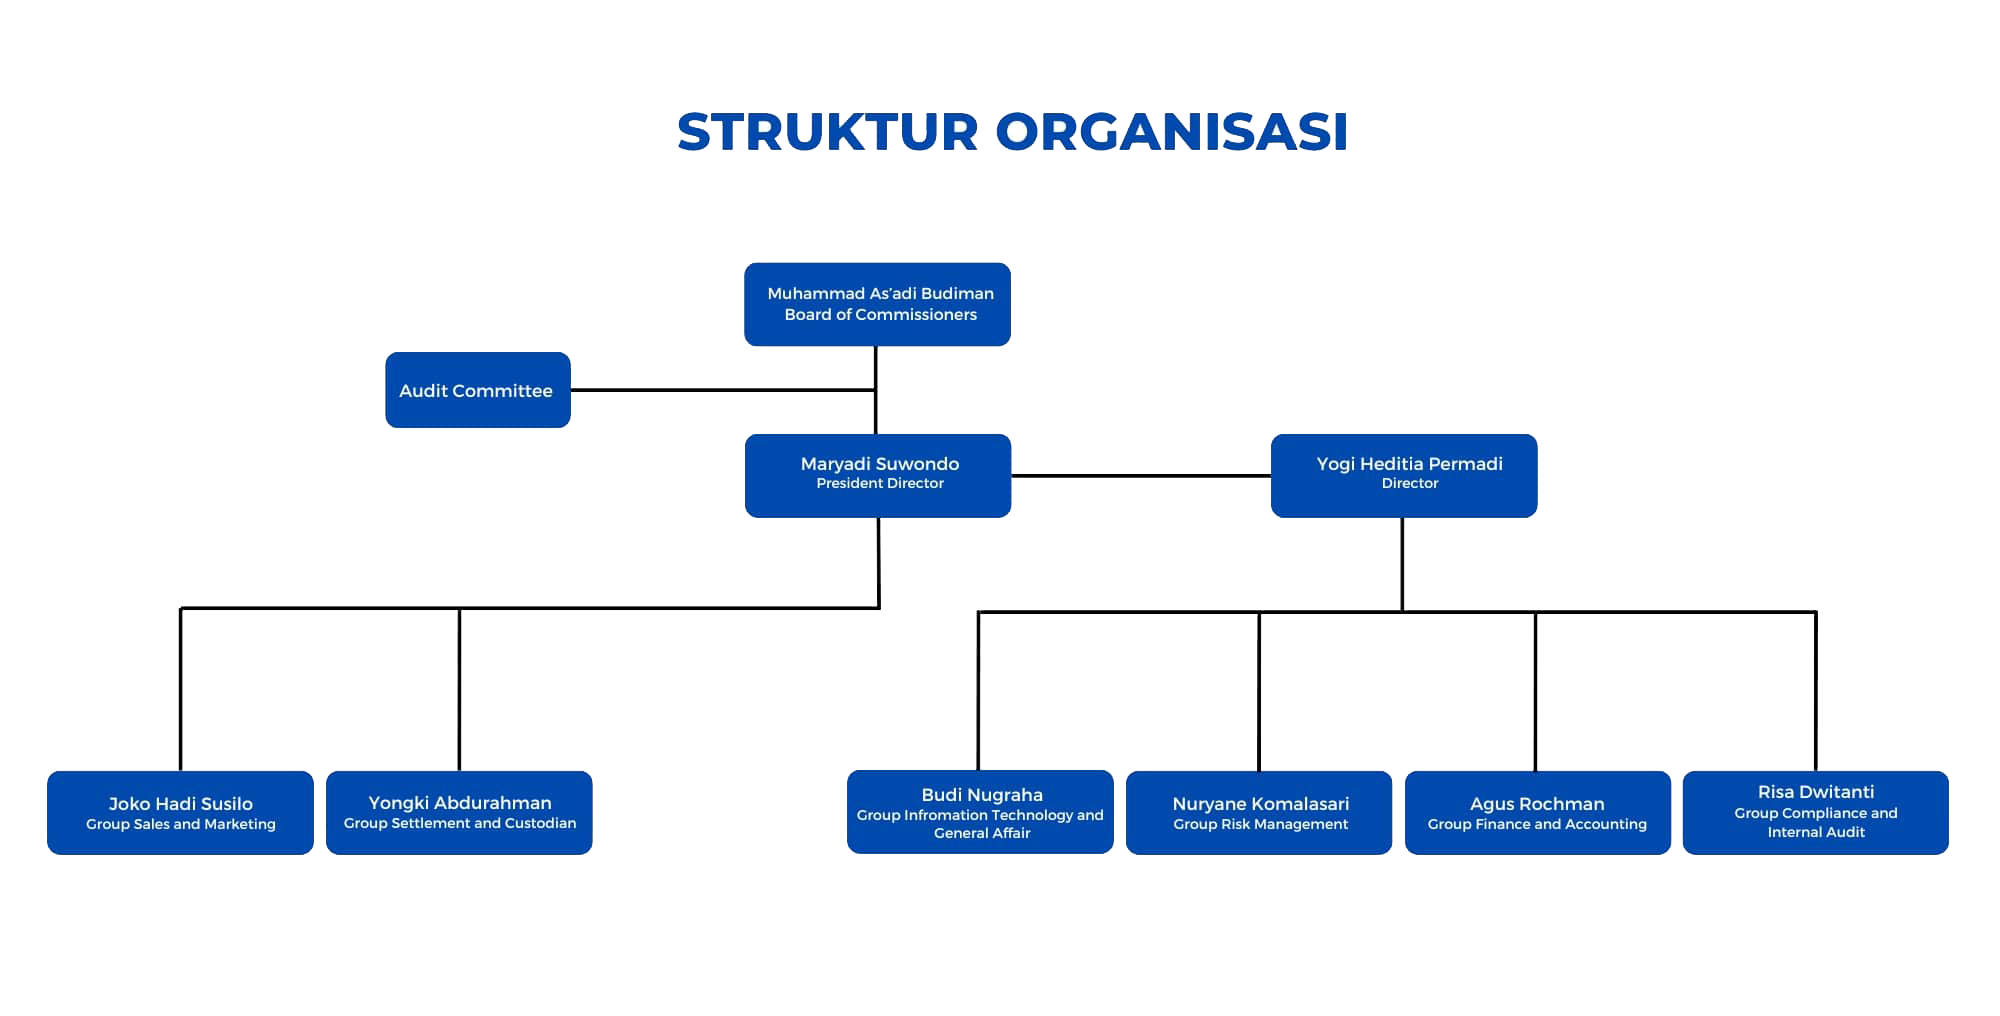 STRUKTUR ORGANISASI
Muhammad As'adi Budiman
Board of Commissioners
Audit Committee
Maryadi Suwondo
President Director
Yogi Heditia Permadi
Director
Joko Hadi Susilo
Group Sales and Marketing
Yongki Abdurahman
Group Settlement and Custodian
Budi Nugraha
Group Infromation Technology and
General Affair
Nuryane Komalasari
Group Risk Management
Agus Rochman
Group Finance and Accounting
Risa Dwitanti
Group Compliance and
Internal Audit